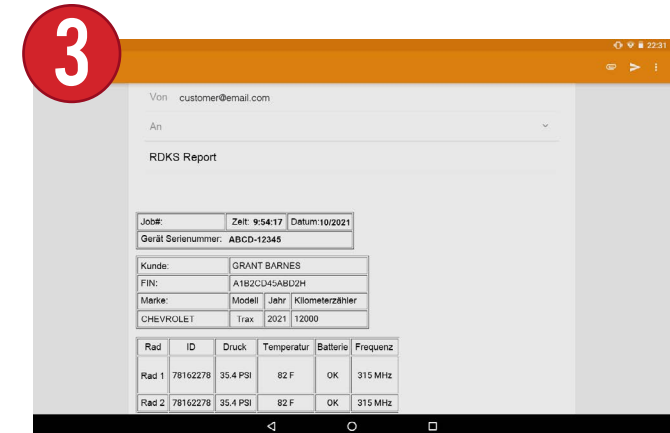 3
22:31
Von customer@email.com
An
RDKS Report
Job#: Zeit: 9:54:17 Datum:10/2021
Gerät Serienummer: ABCD-12345
Kunde: GRANT BARNES
FIN: A1B2CD45ABD2H
Marke: Modell Jahr Kilometerzähler
CHEVROLET Trax 2021 12000
Rad ID Druck Temperatur Batterie Frequenz
Rad 1 78162278 35.4 PSI 82 F OK 315 MHz
Rad 2 78162278 35.4 PSI 82 F OK 315 MHz